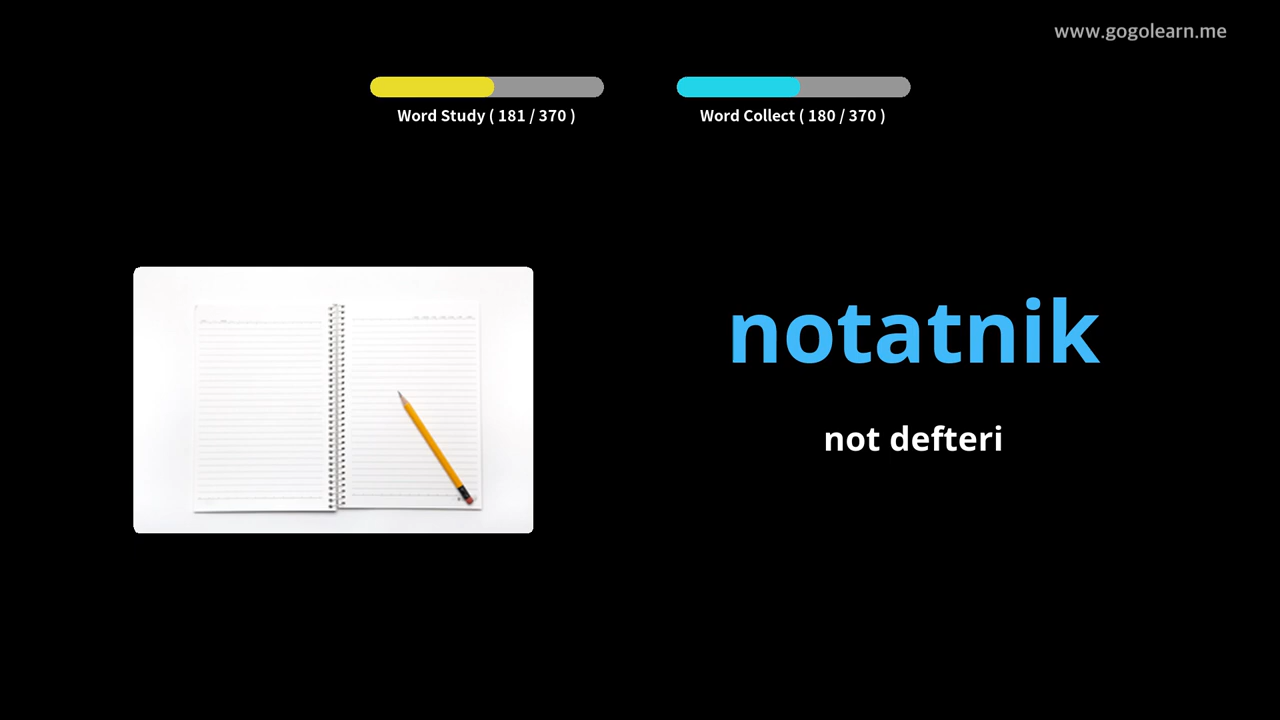 www.gogolearn.me
Word Study ( 181 / 370 )
Word Collect ( 180 / 370 )
notatnik
not defteri